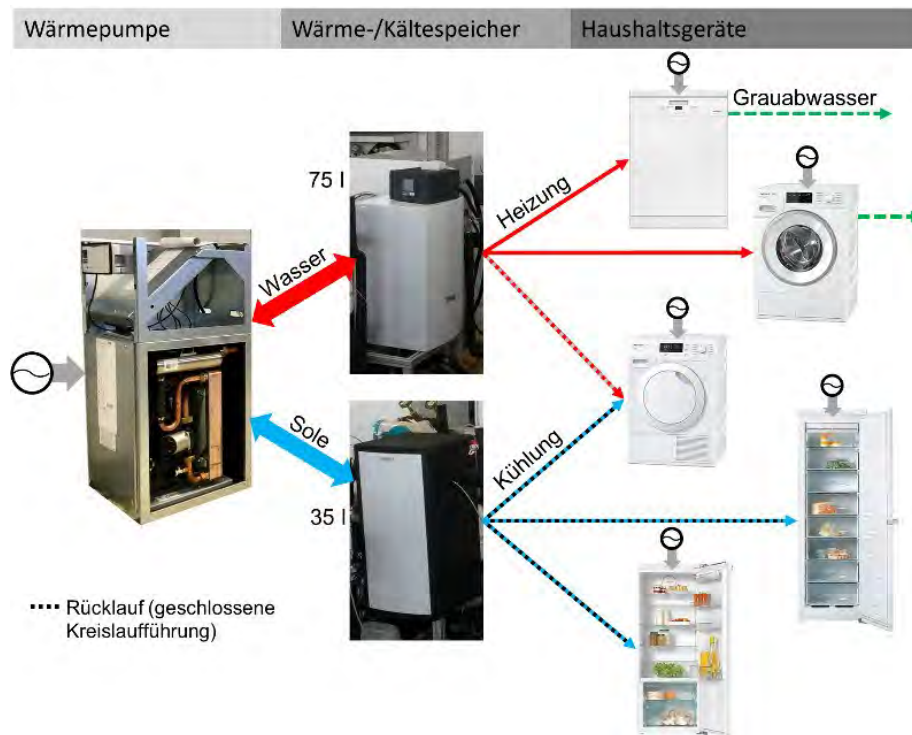 Wärmepumpe
Wärme-/Kältespeicher
Haushaltsgeräte
Grauabwasser
75 l
Heizung
Wasser
Sole
Kühlung
35 l
Rücklauf (geschlossene
Kreislaufführung)